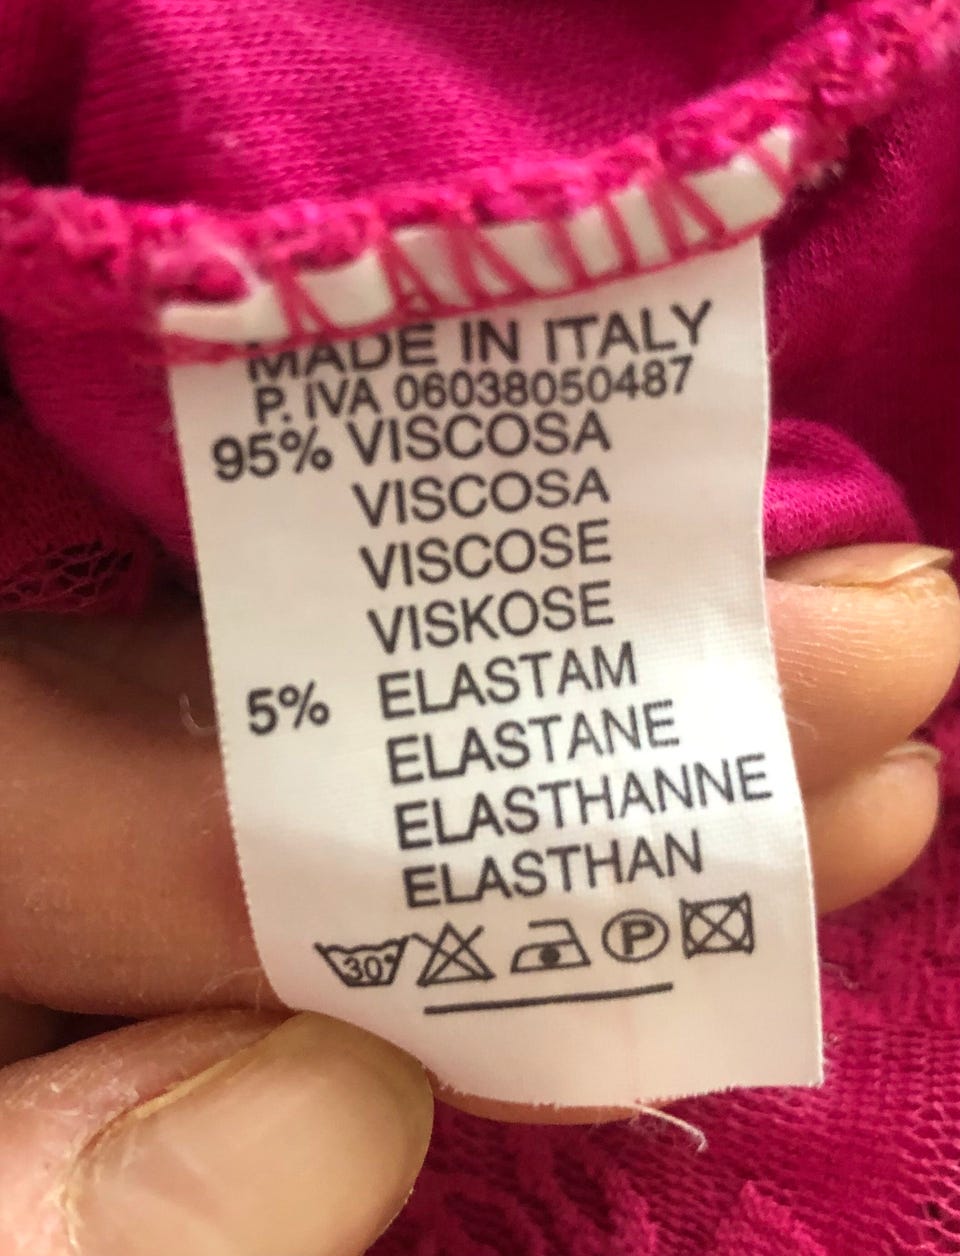 MADE IN ITALY
P. IVA 06038050487
95% VISCOSA
VISCOSA
VISCOSE
VISKOSE
5% ELASTAM
ELASTANE
ELASTHANNE
ELASTHAN
30° P